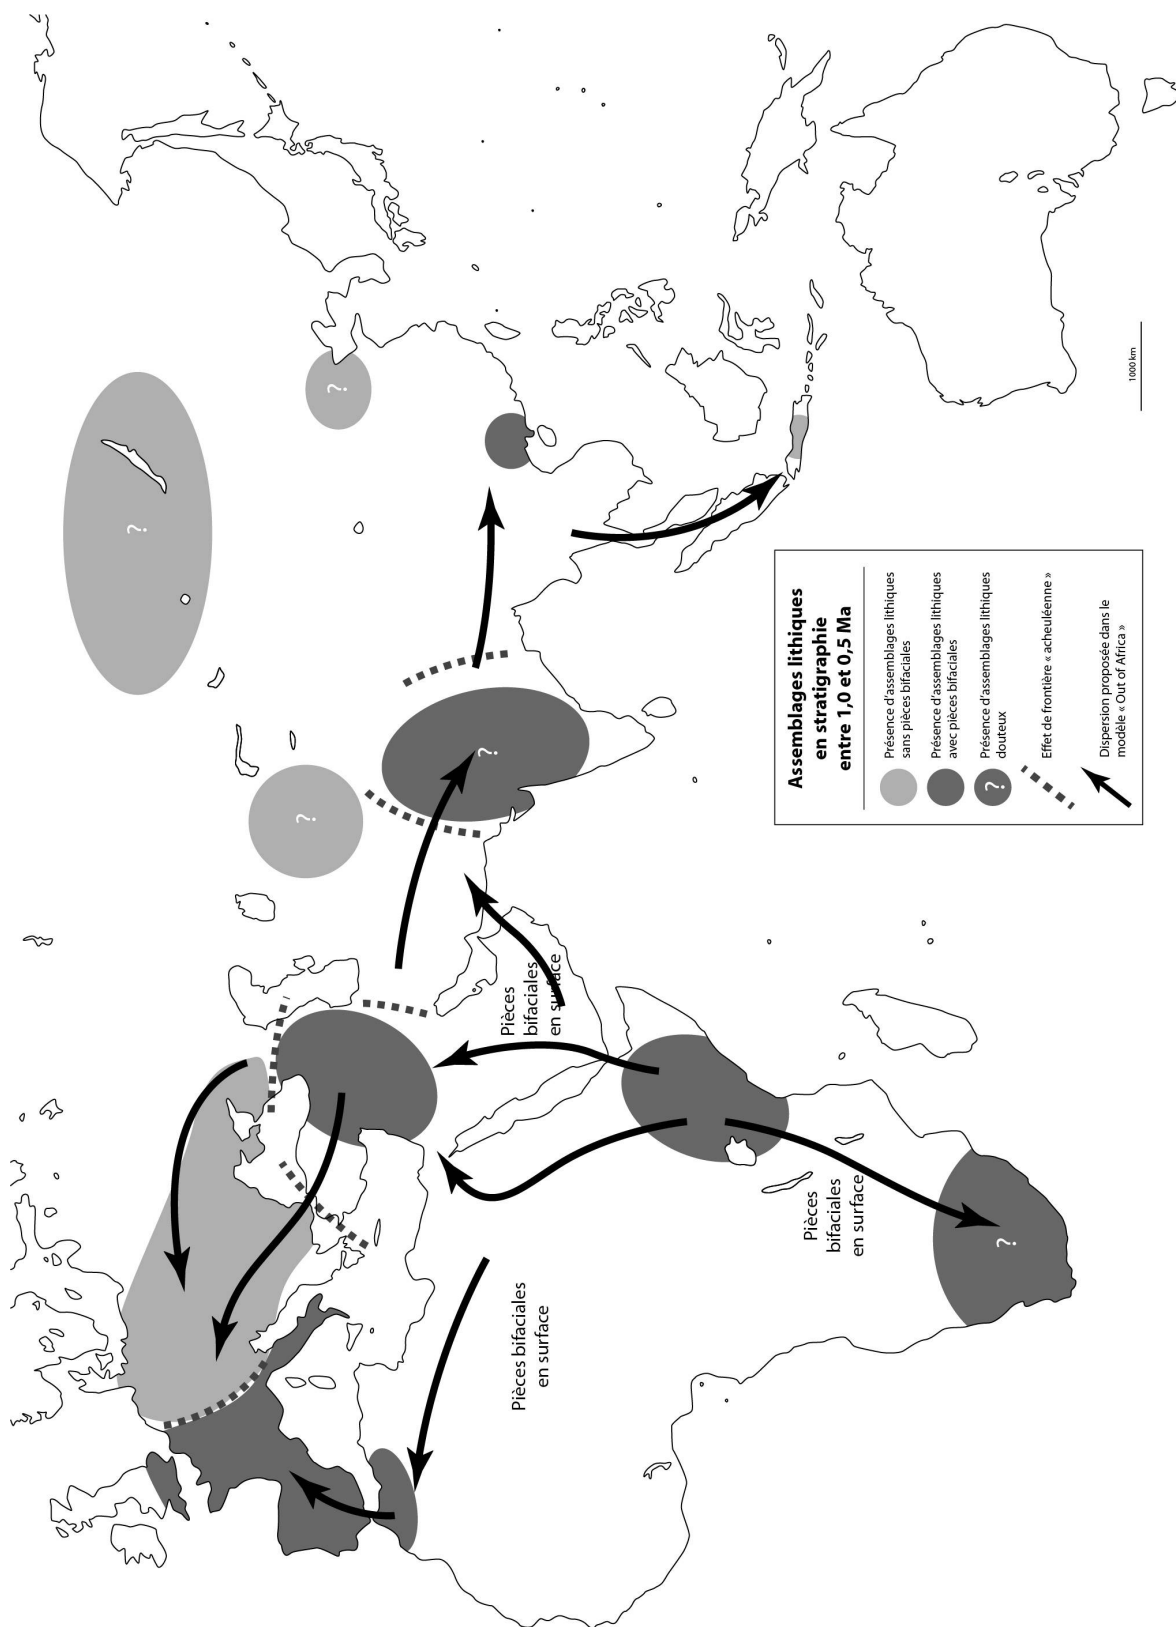 Assemblages lithiques
en stratigraphie
entre 1,0 et 0,5 Ma
Présence d'assemblages lithiques
sans pièces bifaciales
Présence d'assemblages lithiques
avec pièces bifaciales
?
Présence d'assemblages lithiques
douteux
Effet de frontière « acheuléenne »
Dispersion proposée dans le
modèle « Out of Africa »
1000 km
Pièces bifaciales
en surface
Pièces
bifaciales
en surface
Pièces
bifaciales
en surface
?
?
?
?
?